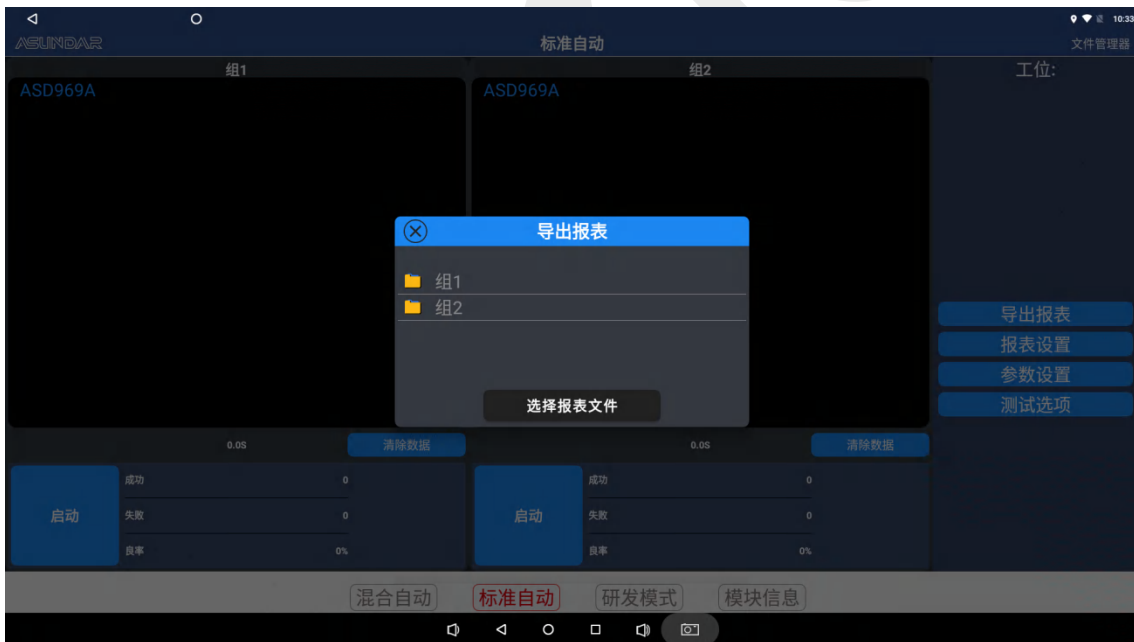 10:33
ASUNDAR
标准自动
文件管理器
组1
组2
工位:
ASD969A
ASD969A
导出报表
组1
组2
选择报表文件
导出报表
报表设置
参数设置
测试选项
0.0S
清除数据
0.0S
清除数据
启动
成功 0
失败 0
良率 0%
启动
成功 0
失败 0
良率 0%
混合自动
标准自动
研发模式
模块信息